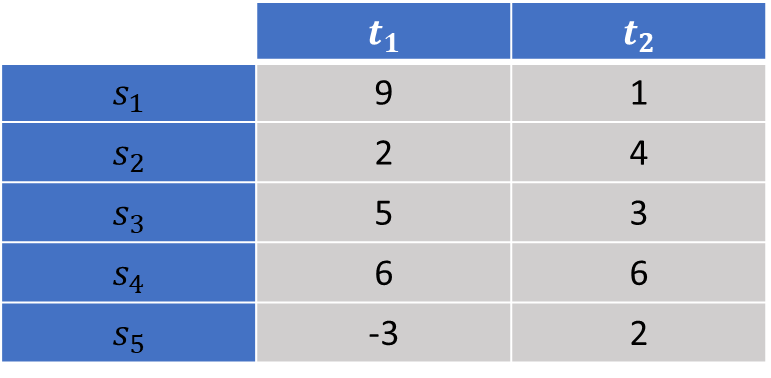 t₁ t₂
s₁ 9 1
s₂ 2 4
s₃ 5 3
s₄ 6 6
s₅ -3 2